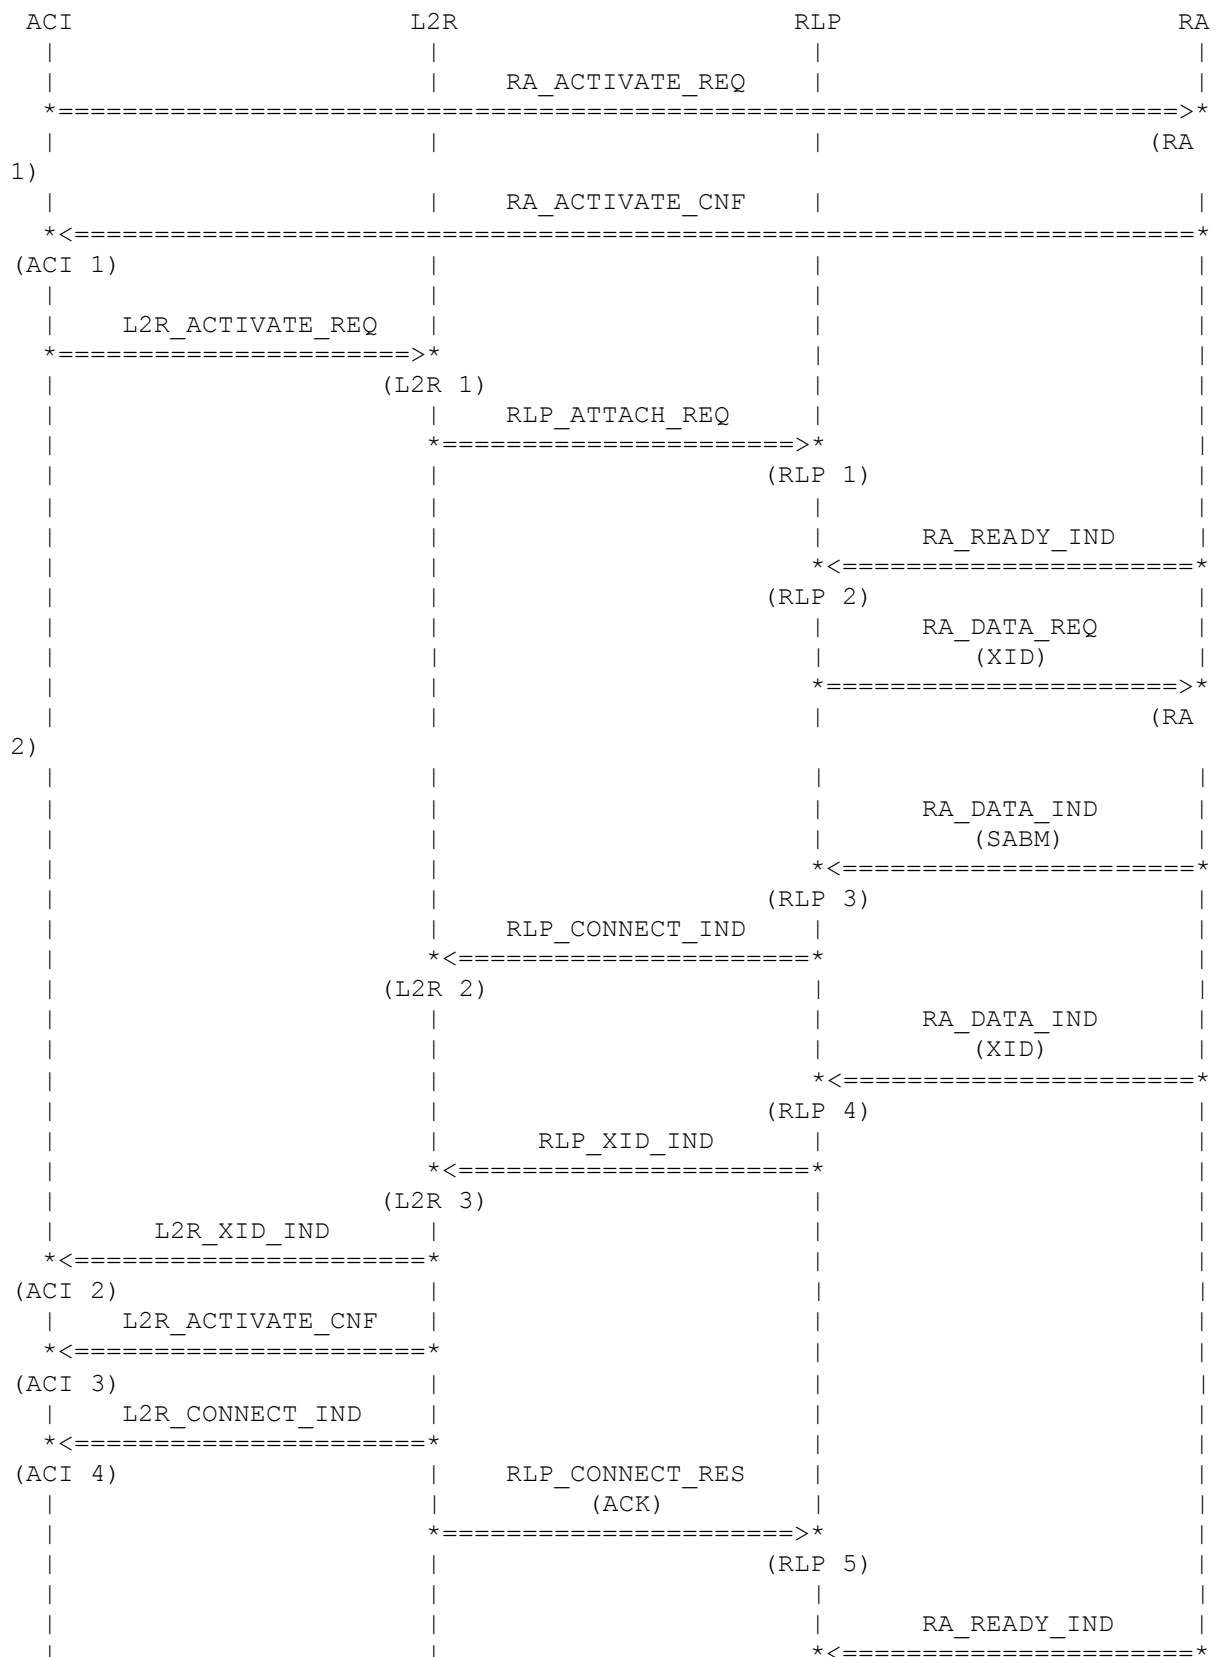 ACI L2R RLP RA
| | | |
| | RA_ACTIVATE_REQ | |
*======================================================================>*
| | | (RA
1)
| | RA_ACTIVATE_CNF | |
*<======================================================================*
(ACI 1) | | |
| | | |
| L2R_ACTIVATE_REQ | | |
*======================>* | |
| (L2R 1) | |
| | RLP_ATTACH_REQ | |
| *======================>* |
| | (RLP 1) |
| | | |
| | | RA_READY_IND |
| | *<======================*
| | (RLP 2) |
| | | RA_DATA_REQ |
| | | (XID) |
| | *======================>*
| | | (RA
2)
| | | |
| | | RA_DATA_IND |
| | | (SABM) |
| | *<======================*
| | (RLP 3) |
| | RLP_CONNECT_IND | |
| *<======================* |
| (L2R 2) | |
| | | RA_DATA_IND |
| | | (XID) |
| | *<======================*
| | (RLP 4) |
| | RLP_XID_IND | |
| *<======================* |
| (L2R 3) | |
| L2R_XID_IND | | |
*<======================* | |
(ACI 2) | | |
| L2R_ACTIVATE_CNF | | |
*<======================* | |
(ACI 3) | | |
| L2R_CONNECT_IND | | |
*<======================* | |
(ACI 4) | RLP_CONNECT_RES | |
| | (ACK) | |
| *======================>* |
| | (RLP 5) |
| | | |
| | | RA_READY_IND |
| | *<======================*